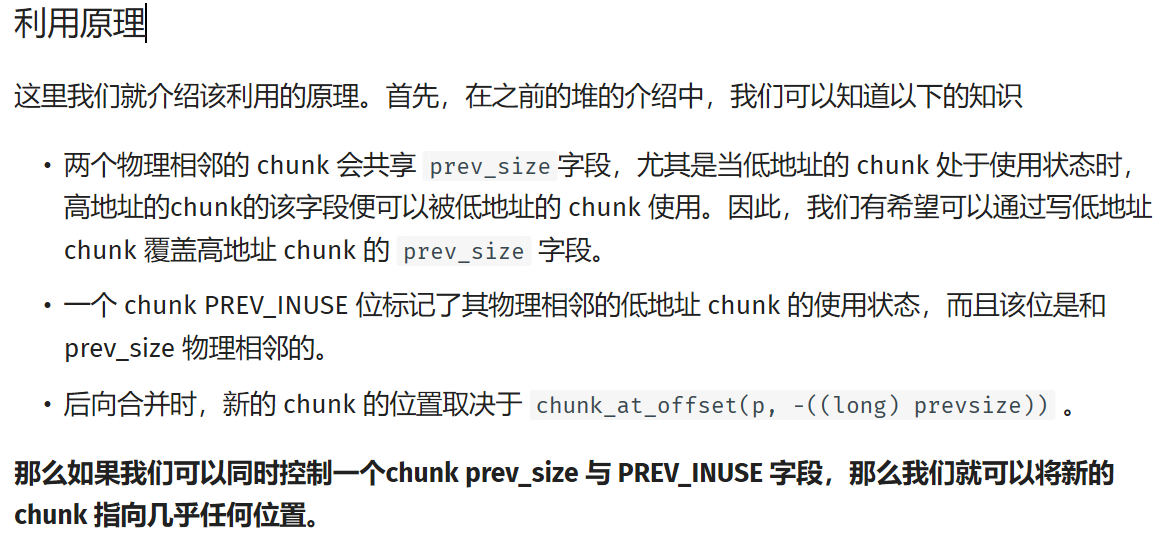 利用原理
这里我们就介绍该利用的原理。首先，在之前的堆的介绍中，我们可以知道以下的知识
• 两个物理相邻的 chunk 会共享 prev_size 字段，尤其是当低地址的 chunk 处于使用状态时，
高地址的chunk的该字段便可以被低地址的 chunk 使用。因此，我们有希望可以通过写低地址
chunk 覆盖高地址 chunk 的 prev_size 字段。
• 一个 chunk PREV_INUSE 位标记了其物理相邻的低地址 chunk 的使用状态，而且该位是和
prev_size 物理相邻的。
• 后向合并时，新的 chunk 的位置取决于 chunk_at_offset(p, -((long) prevsize)) 。
那么如果我们可以同时控制一个chunk prev_size 与 PREV_INUSE 字段，那么我们就可以将新的
chunk 指向几乎任何位置。